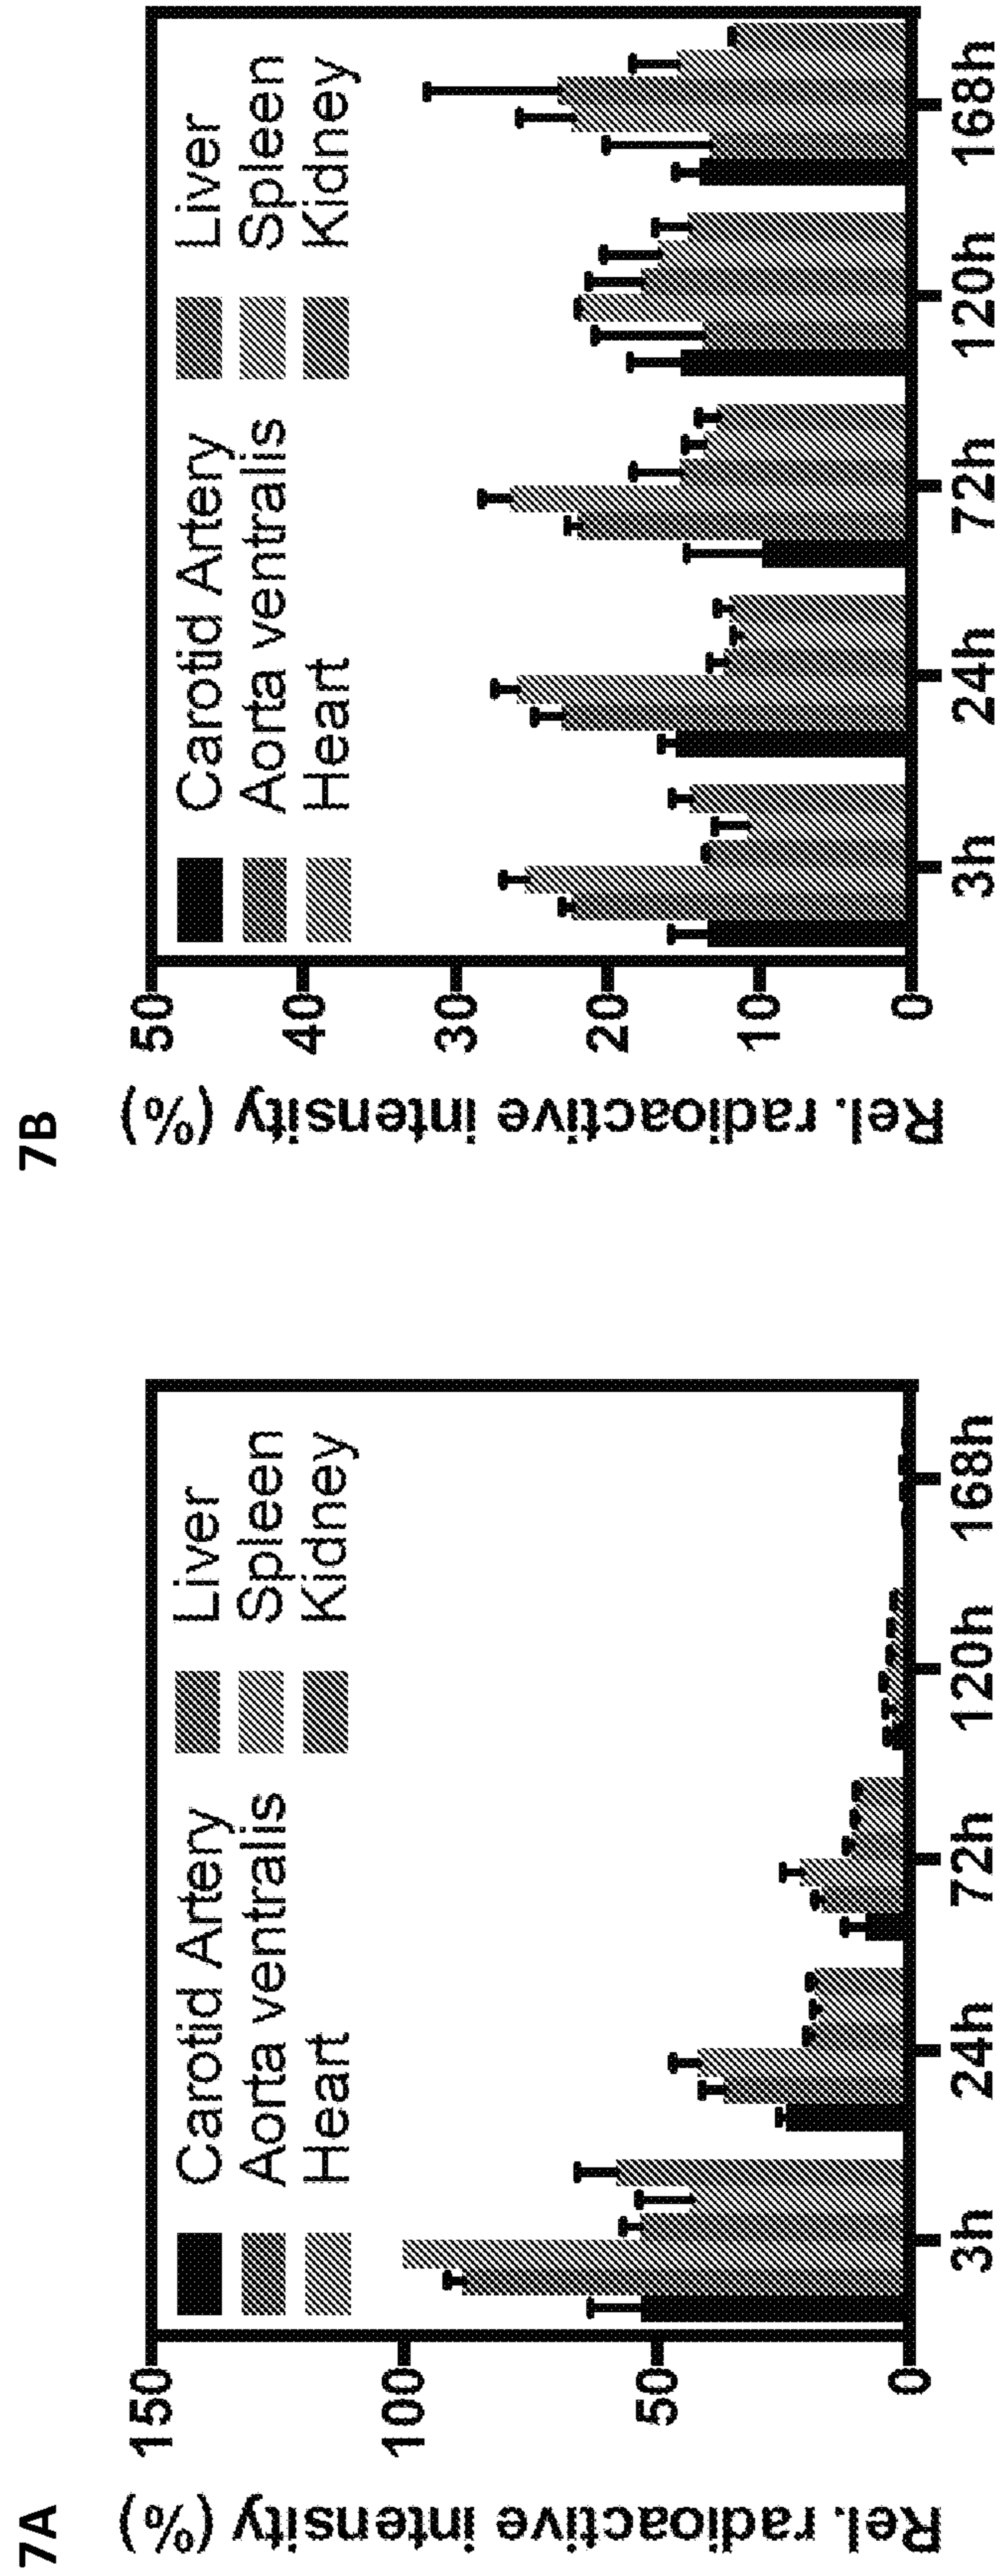 7A
Rel. radioactive intensity (%)
150
100
50
0
Carotid Artery
Aorta ventralis
Heart
Liver
Spleen
Kidney
3h 24h 72h 120h 168h
7B
Rel. radioactive intensity (%)
50
40
30
20
10
0
Carotid Artery
Aorta ventralis
Heart
Liver
Spleen
Kidney
3h 24h 72h 120h 168h